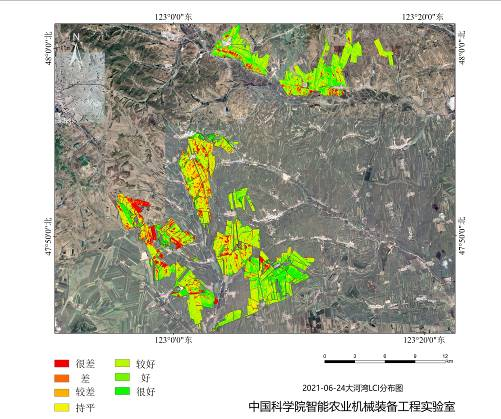 123°0'0"东 123°20'0"东
48°0'0"北 48°0'0"北
N
47°50'0"北 47°50'0"北
123°0'0"东 123°20'0"东
很差 较好
差 好
较差 很好
持平
0 3 6 9 12
Km
2021-06-24大河湾LCI分布图
中国科学院智能农业机械装备工程实验室